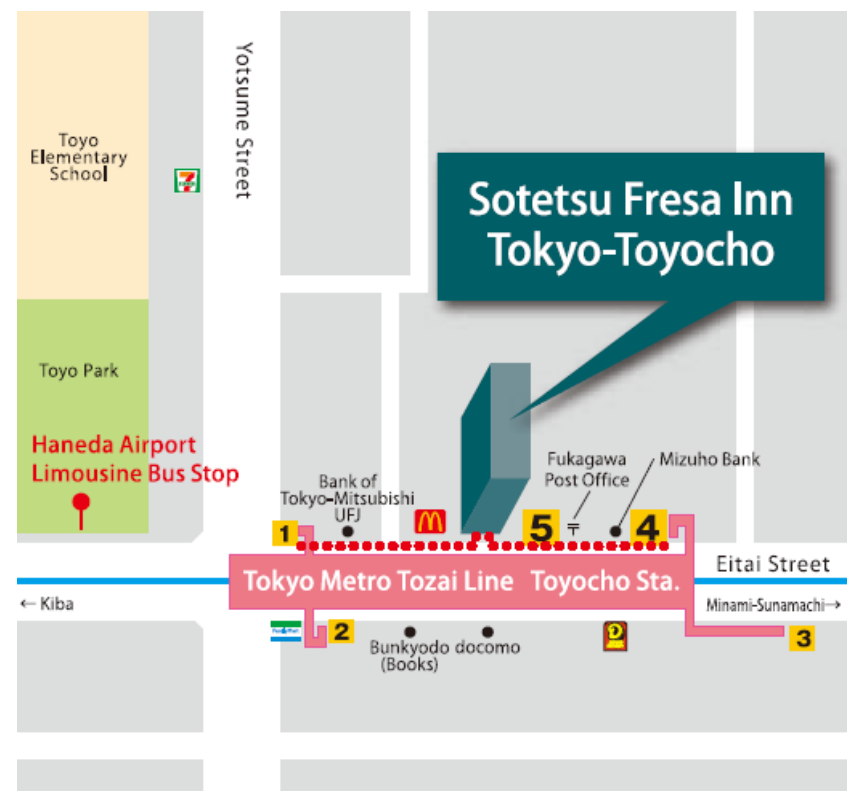 Yotsume Street
Toyo
Elementary
School
7
Sotetsu Fresa Inn
Tokyo-Toyocho
Toyo Park
Haneda Airport
Limousine Bus Stop
Bank of
Tokyo-Mitsubishi
UFJ
Fukagawa
Post Office
Mizuho Bank
1
5
〒
4
Eitai Street
Tokyo Metro Tozai Line Toyocho Sta.
← Kiba
Minami-Sunamachi→
2
Bunkyodo
(Books)
docomo
3